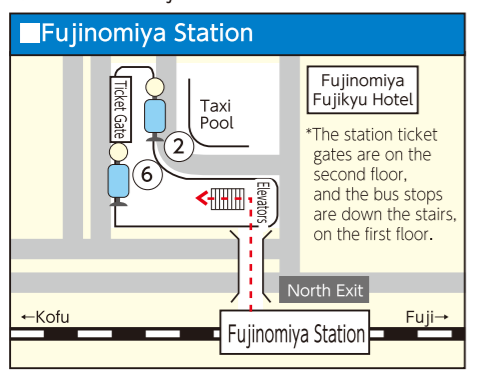 Fujinomiya Station
Ticket Gate
Taxi
Pool
Fujinomiya
Fujikyu Hotel
*The station ticket
gates are on the
second floor,
and the bus stops
are down the stairs,
on the first floor.
2
6
Elevators
North Exit
←Kofu
Fujinomiya Station
Fuji→